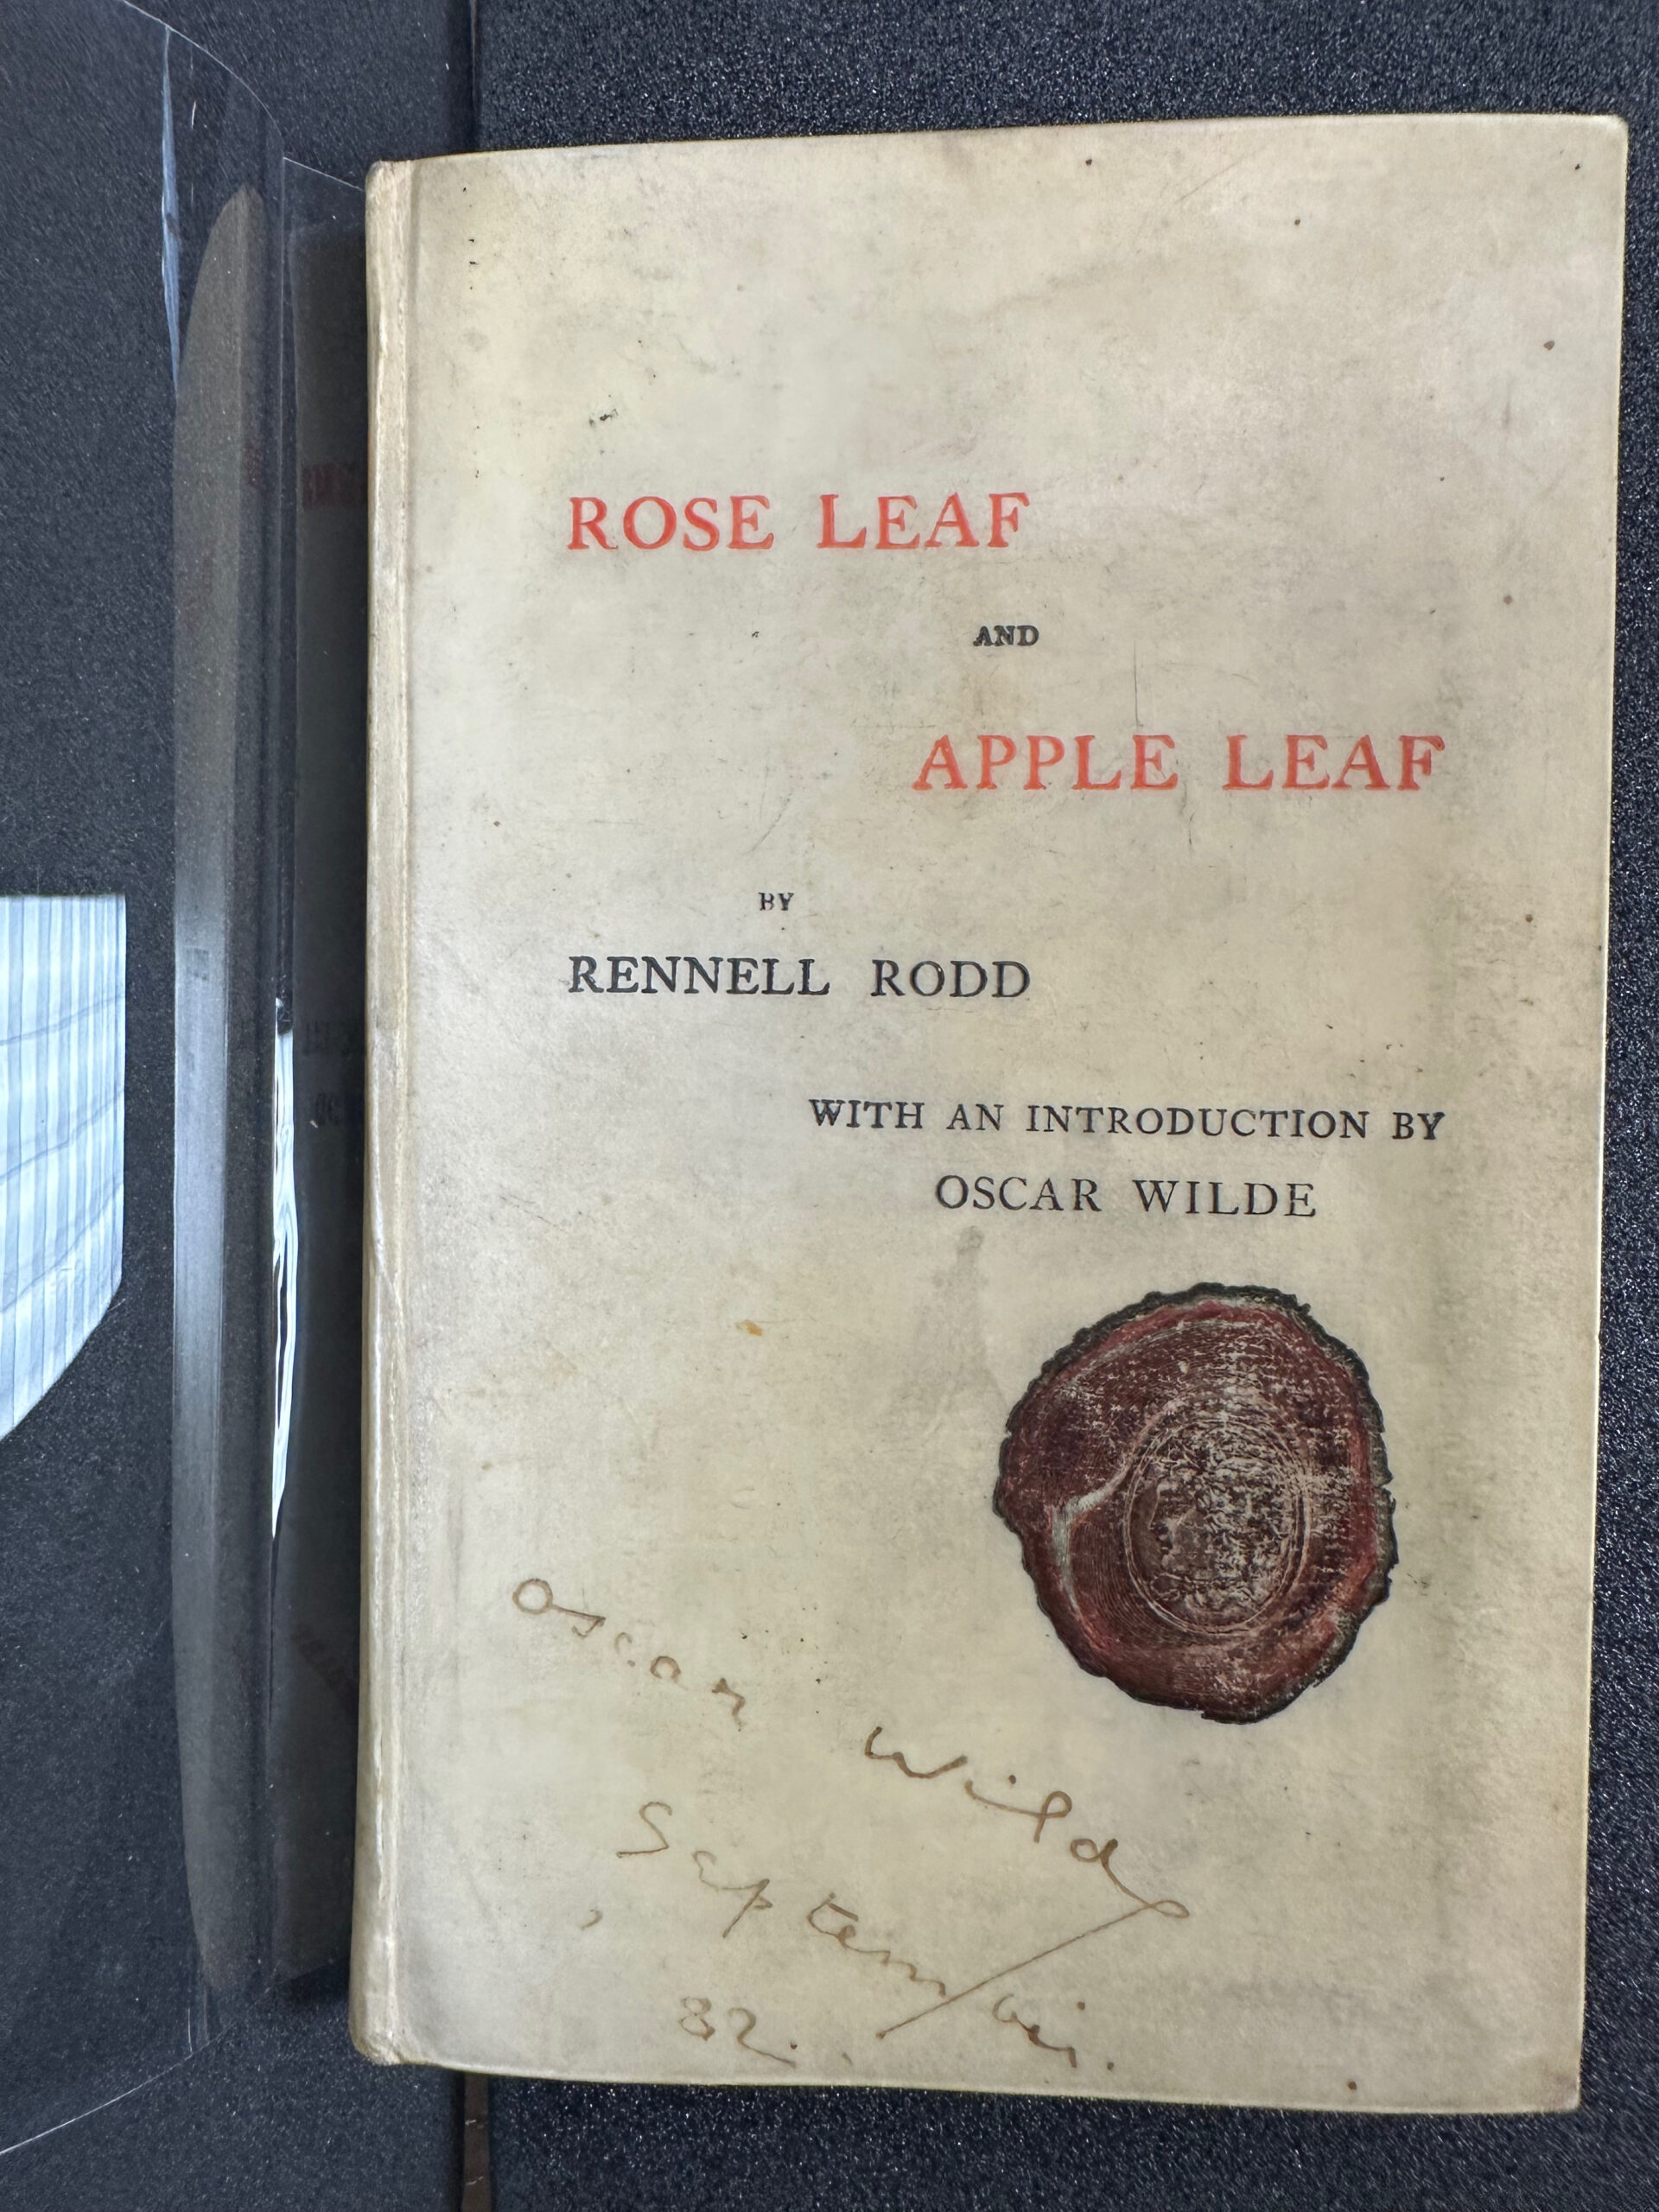 ROSE LEAF
AND
APPLE LEAF
BY
RENNELL RODD
WITH AN INTRODUCTION BY
OSCAR WILDE
Oscar Wilde
September
82.